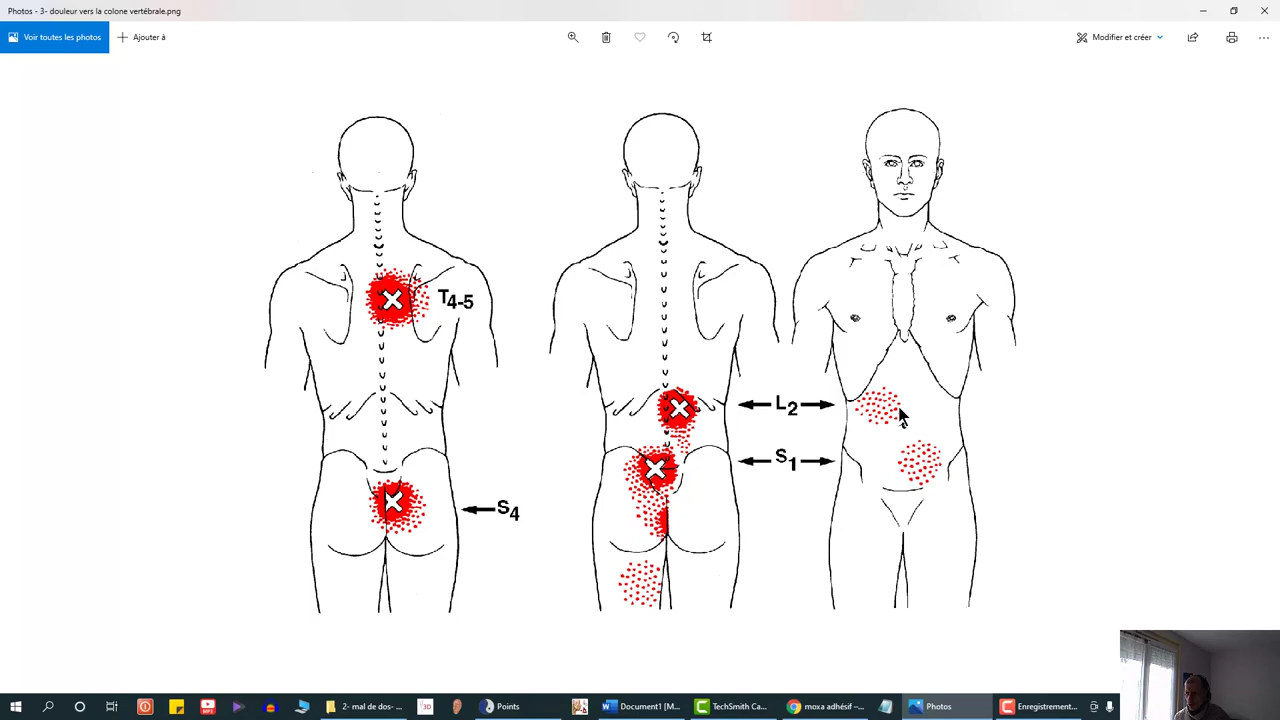 Photos - 3- douleur vers la colone vertébrale.png
Voir toutes les photos
Ajouter à
Modifier et créer
T4-5
L2
S1
S4
2- mal de dos-
Points
Document1 [M...
TechSmith Ca...
moxa adhésif –...
Photos
Enregistrement...